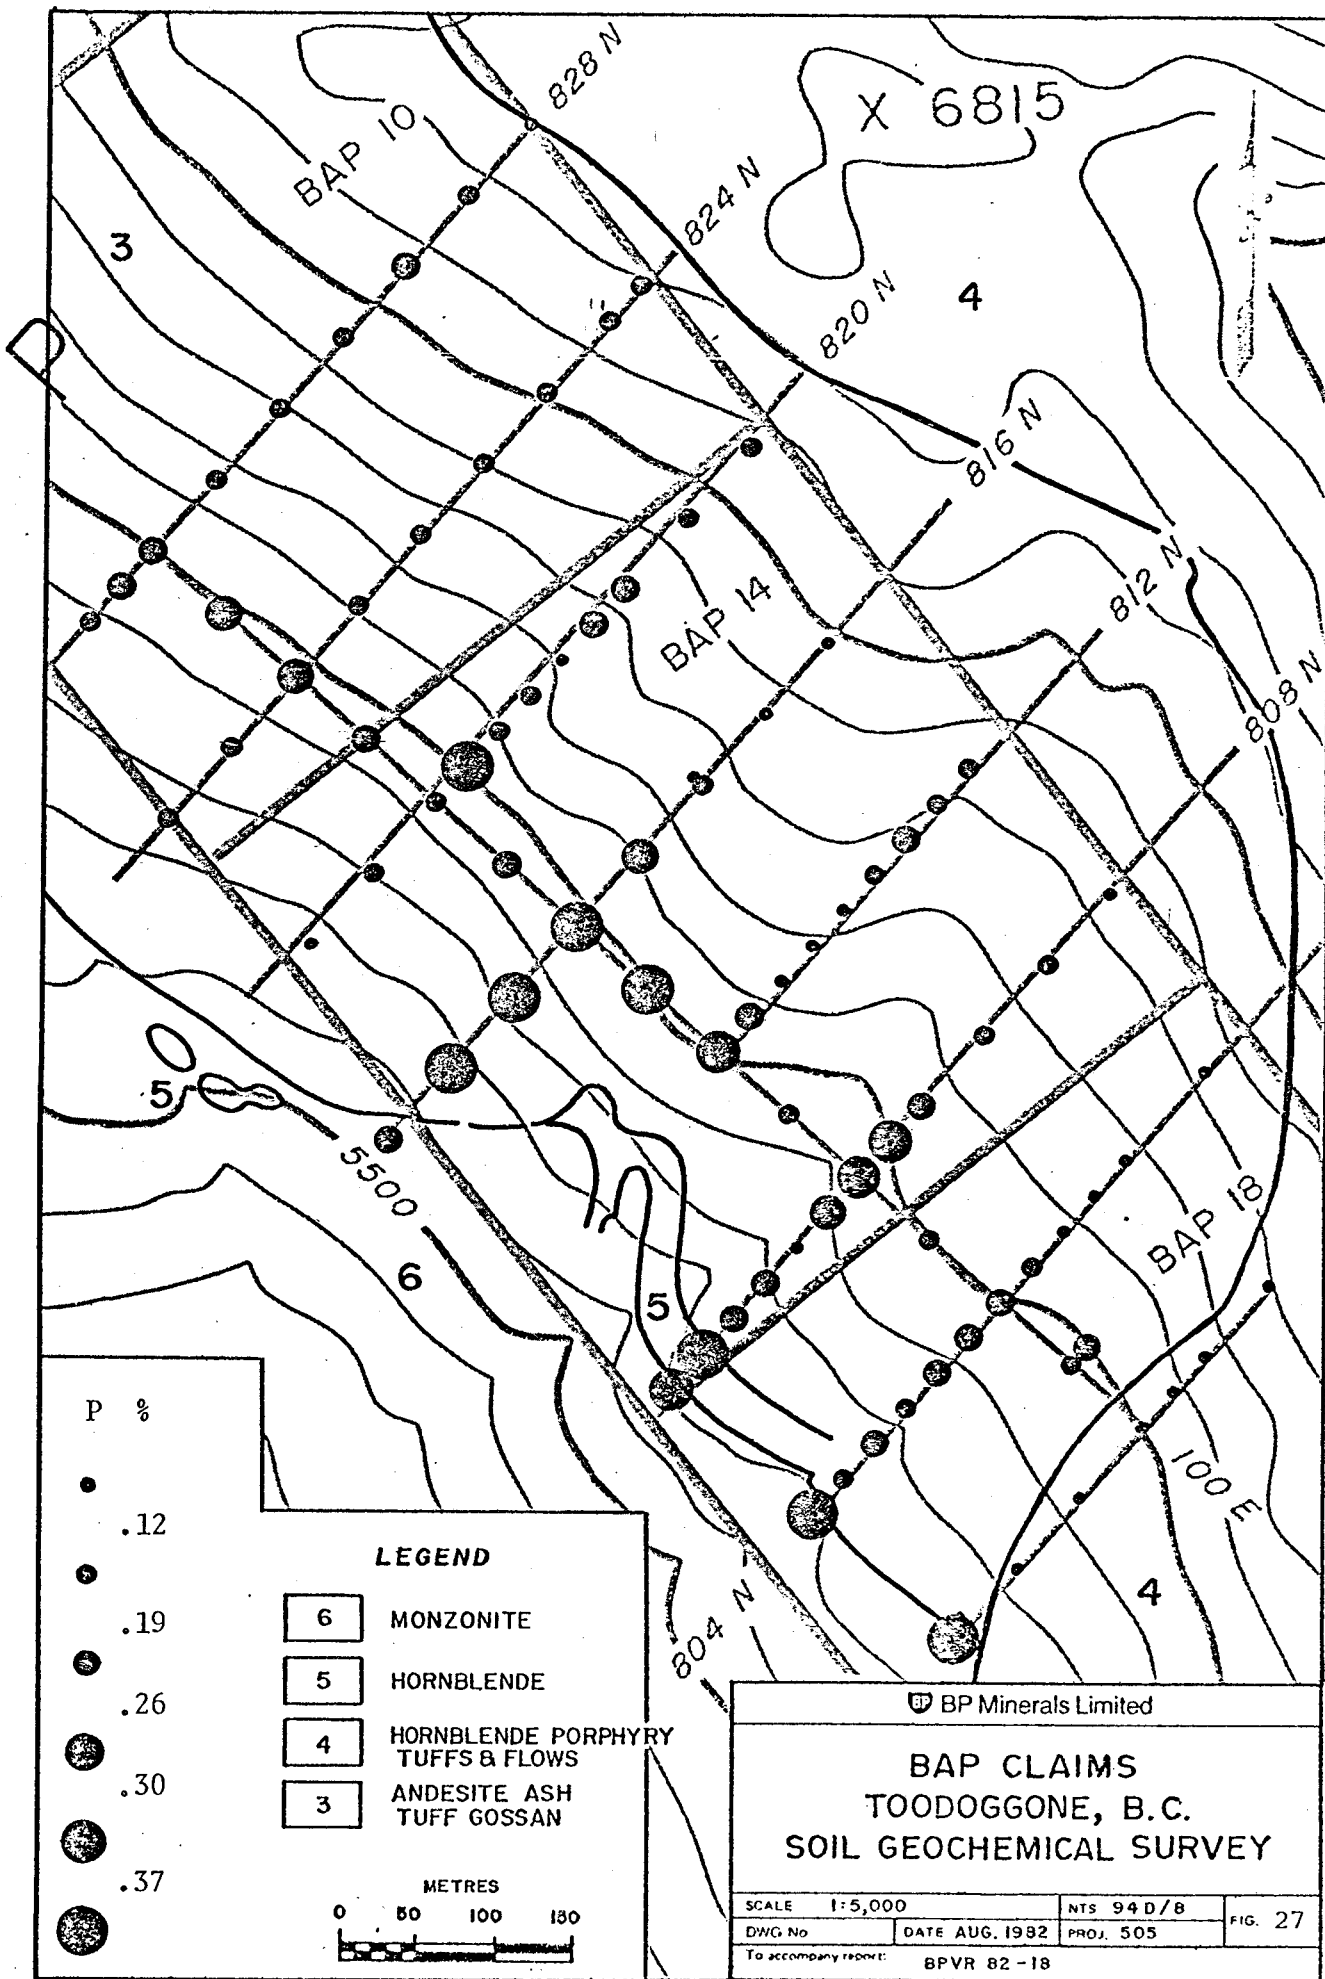 828 N
X 6815
BAP 10
824 N
3
820 N
4
P
816 N
812 N
BAP 14
808 N
5
5500
6
5
BAP 18
100 E
4
804 N
P %
.12
.19
.26
.30
.37
LEGEND
6 MONZONITE
5 HORNBLENDE
4 HORNBLENDE PORPHYRY
TUFFS & FLOWS
3 ANDESITE ASH
TUFF GOSSAN
METRES
0 50 100 150
BP BP Minerals Limited
BAP CLAIMS
TOODOGGONE, B.C.
SOIL GEOCHEMICAL SURVEY
SCALE 1:5,000 NTS 94 D/8 FIG. 27
DWG No DATE AUG. 1982 PROJ. 505
To accompany report: BPVR 82-18